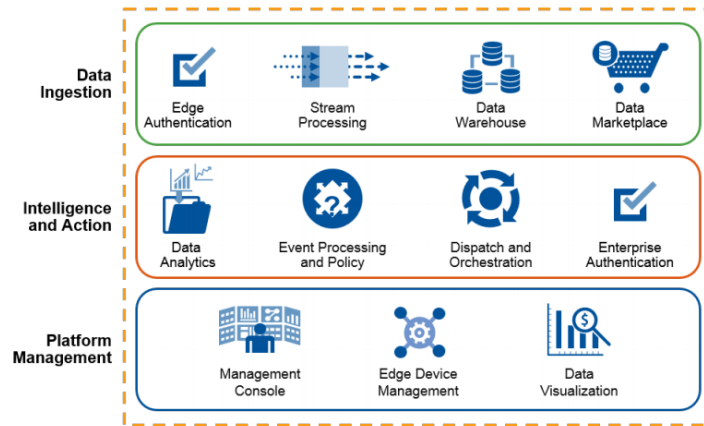 Data
Ingestion
Edge
Authentication
Stream
Processing
Data
Warehouse
Data
Marketplace
Intelligence
and Action
Data
Analytics
Event Processing
and Policy
?
Dispatch and
Orchestration
Enterprise
Authentication
Platform
Management
Management
Console
Edge Device
Management
$
Data
Visualization